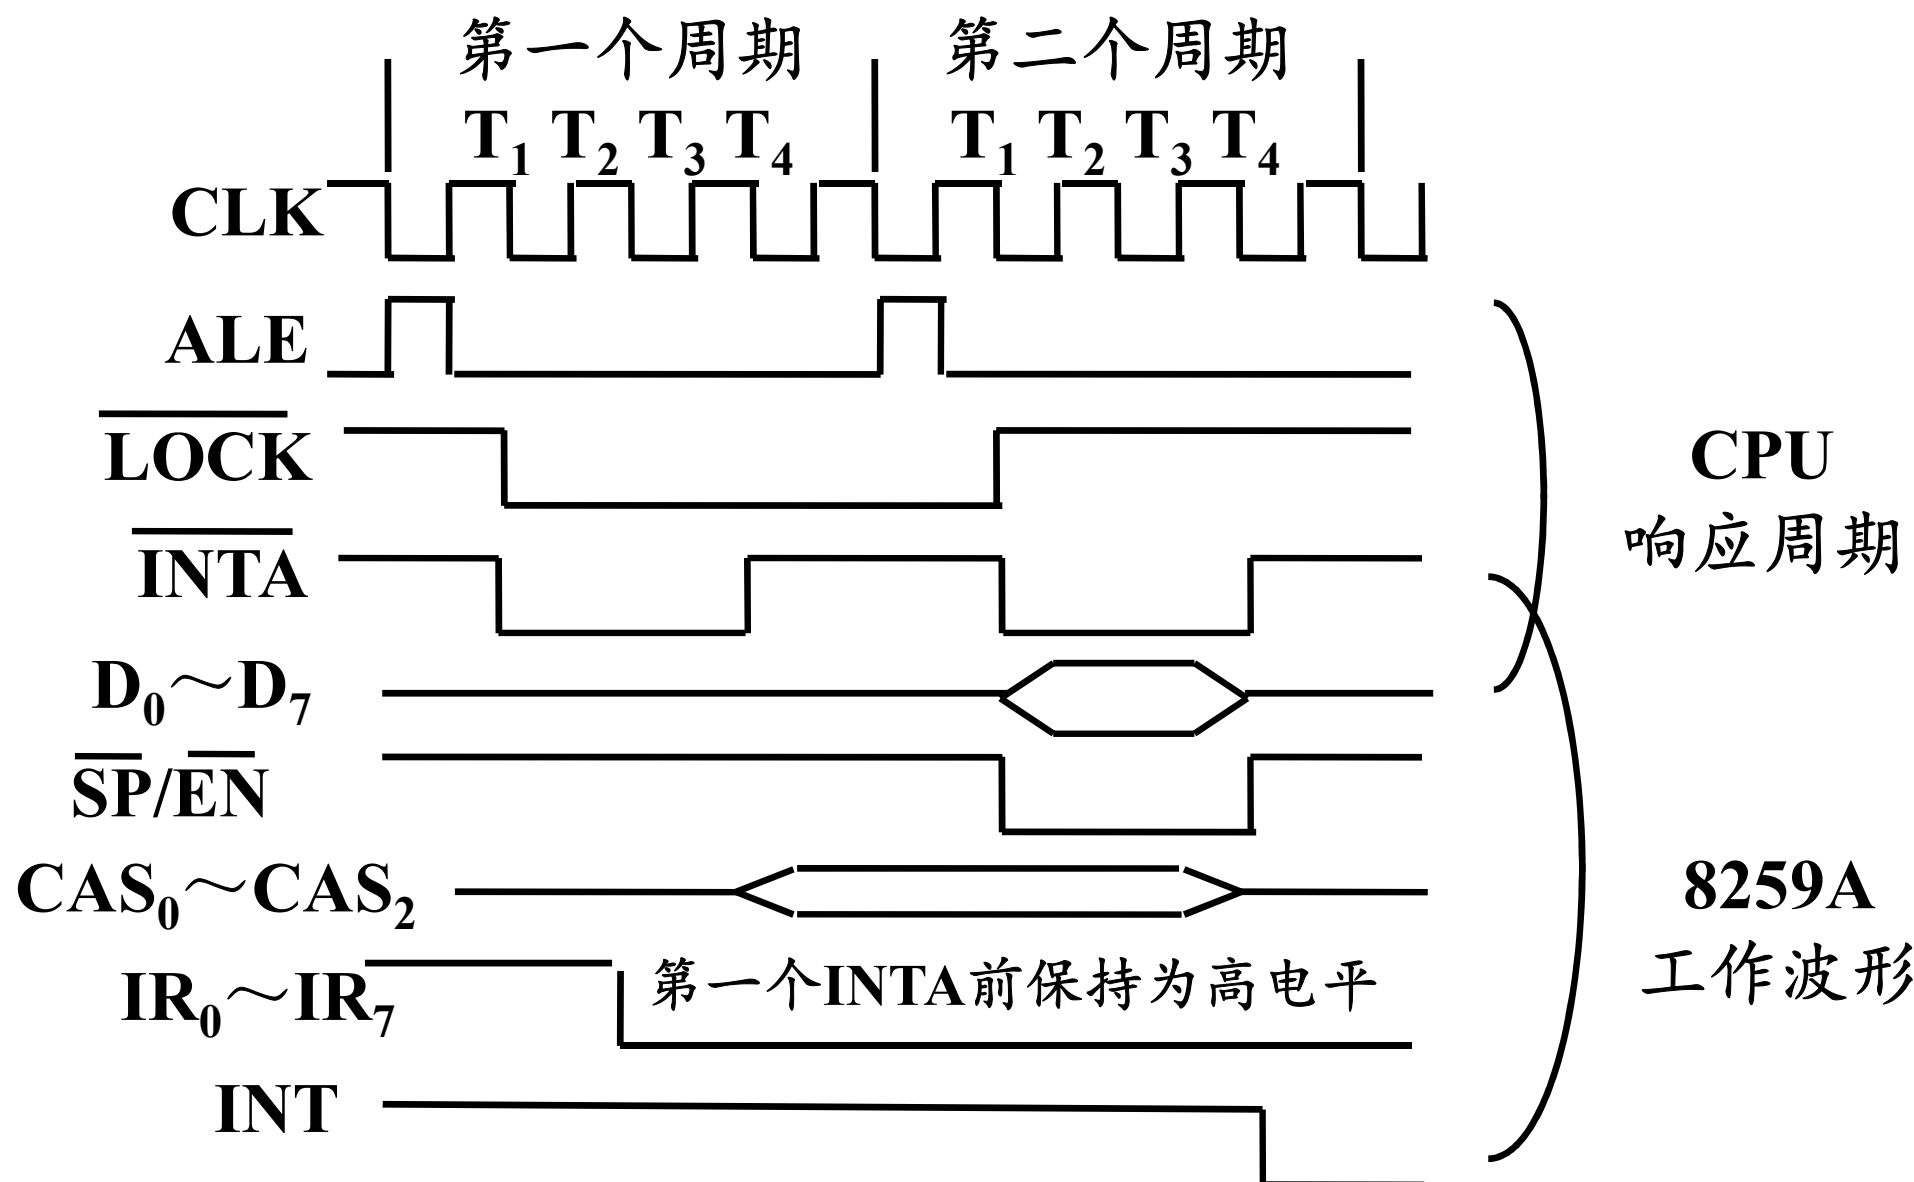 第一个周期 第二个周期
T1 T2 T3 T4 T1 T2 T3 T4
CLK
ALE
LOCK
CPU
INTA
响应周期
D0～D7
SP/EN
CAS0～CAS2
8259A
IR0～IR7 第一个INTA前保持为高电平
工作波形
INT